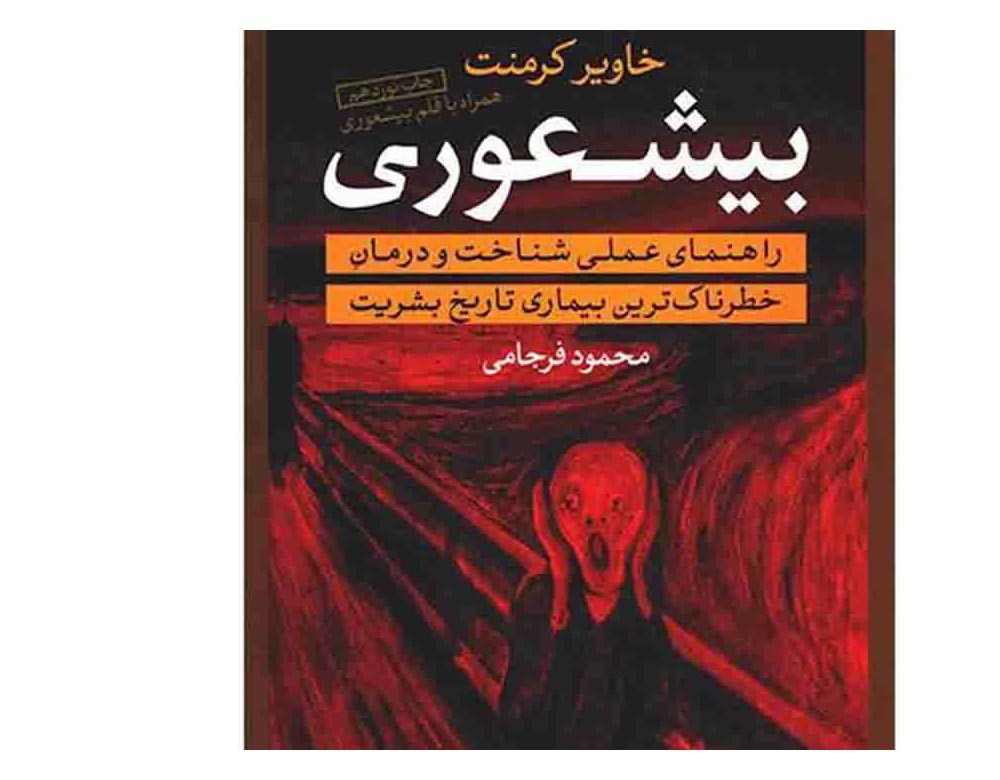 خاویر کرمنت
چاپ نوزدهم
همراه با قلم بیشعوری
بیشعوری
راهنمای عملی شناخت و درمانِ
خطرناک‌ترین بیماری تاریخ بشریت
محمود فرجامی